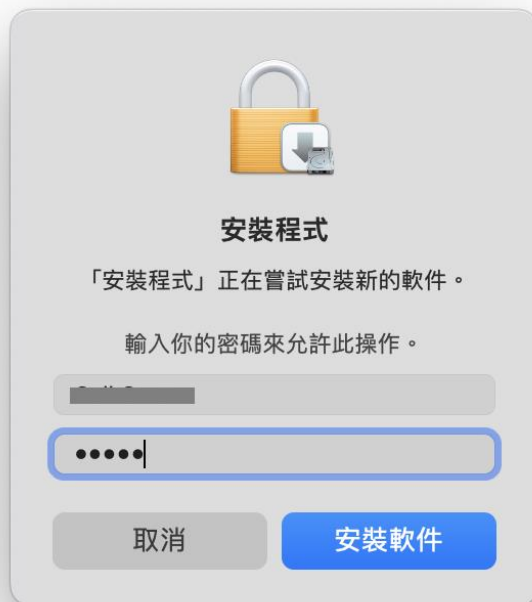 安裝程式
「安裝程式」正在嘗試安裝新的軟件。
輸入你的密碼來允許此操作。
•••••
取消
安裝軟件